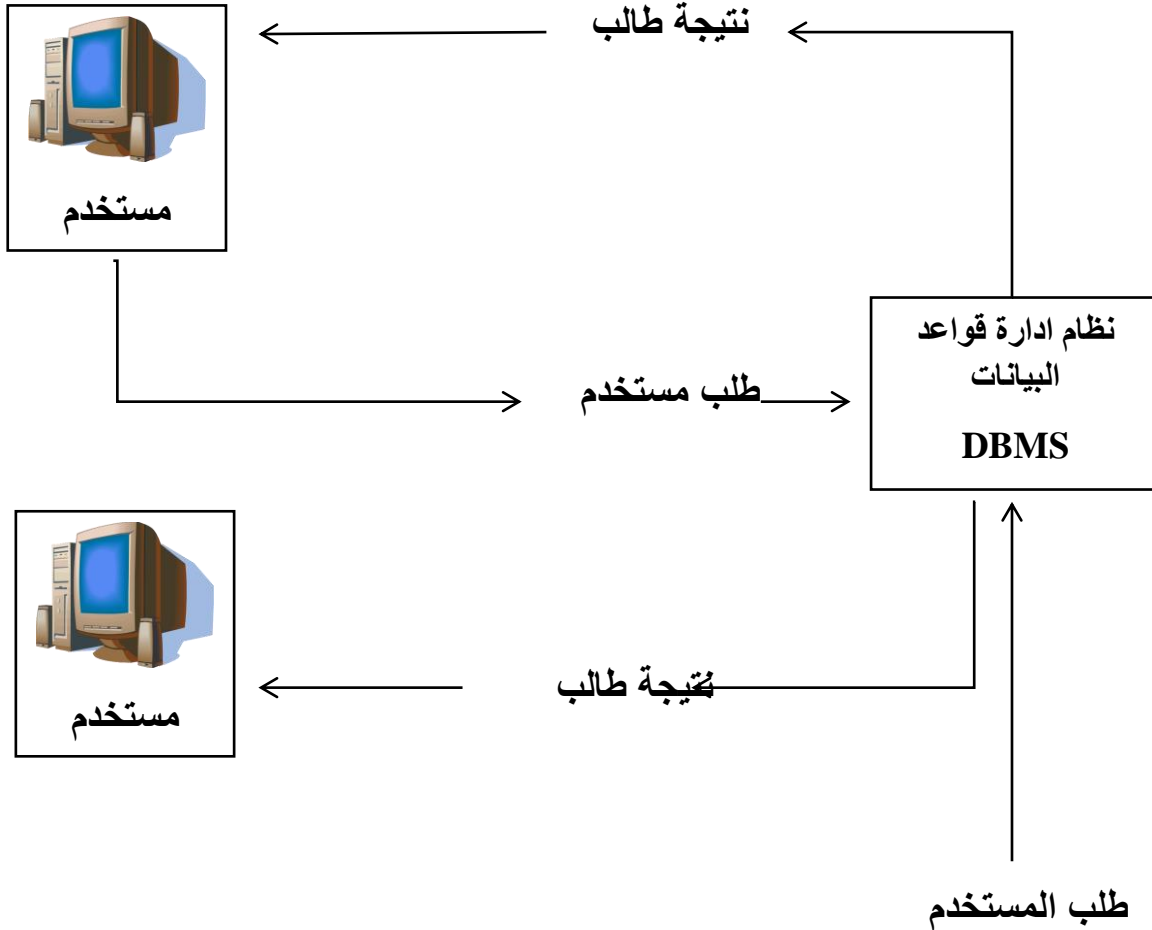 نتيجة طالب
مستخدم
نظام ادارة قواعد
البيانات
DBMS
طلب مستخدم
نتيجة طالب
مستخدم
طلب المستخدم